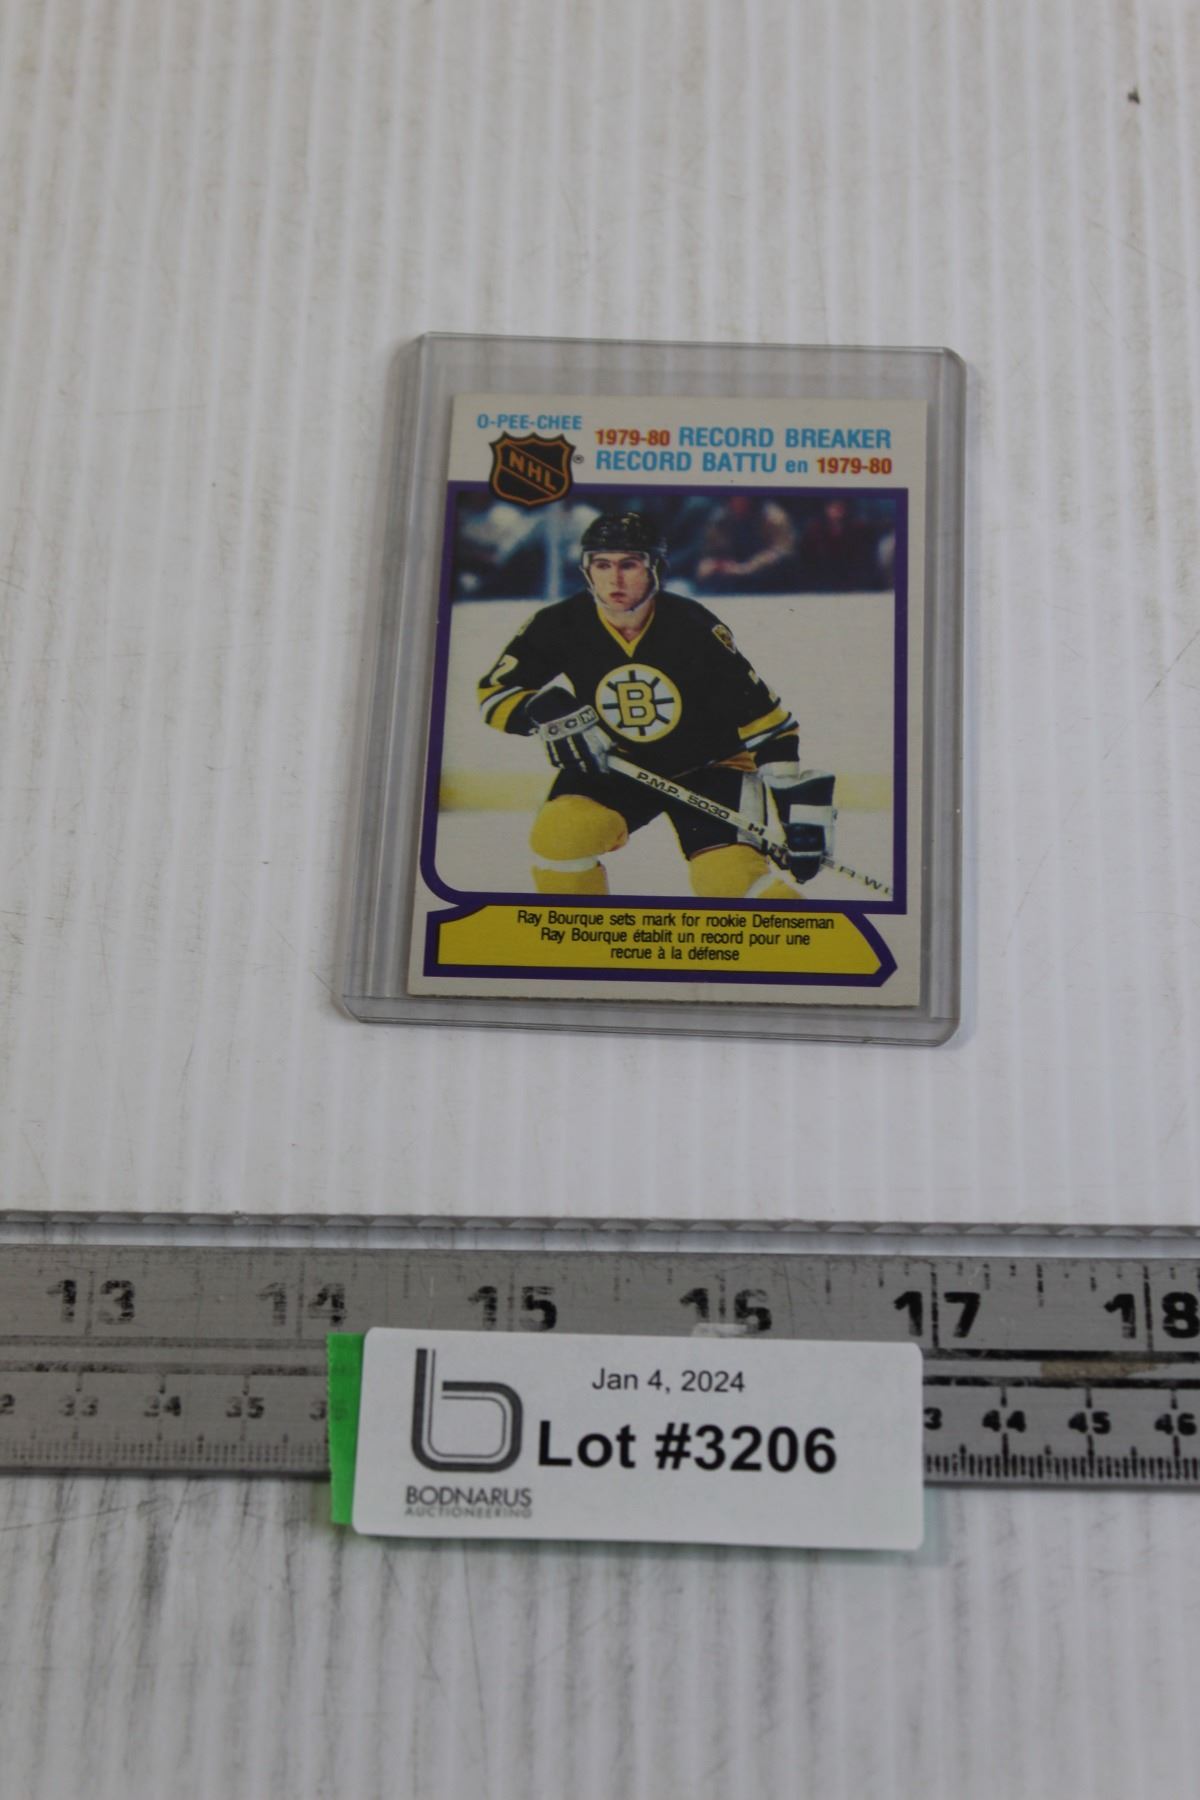 O-PEE-CHEE
NHL
®
1979-80 RECORD BREAKER
RECORD BATTU en 1979-80
7
B
CCM
P.M.P. 5030
Ray Bourque sets mark for rookie Defenseman
Ray Bourque établit un record pour une
recrue à la défense
13 14 15 16 17 18
33 34 35
44 45 46
Jan 4, 2024
Lot #3206
BODNARUS
AUCTIONEERING